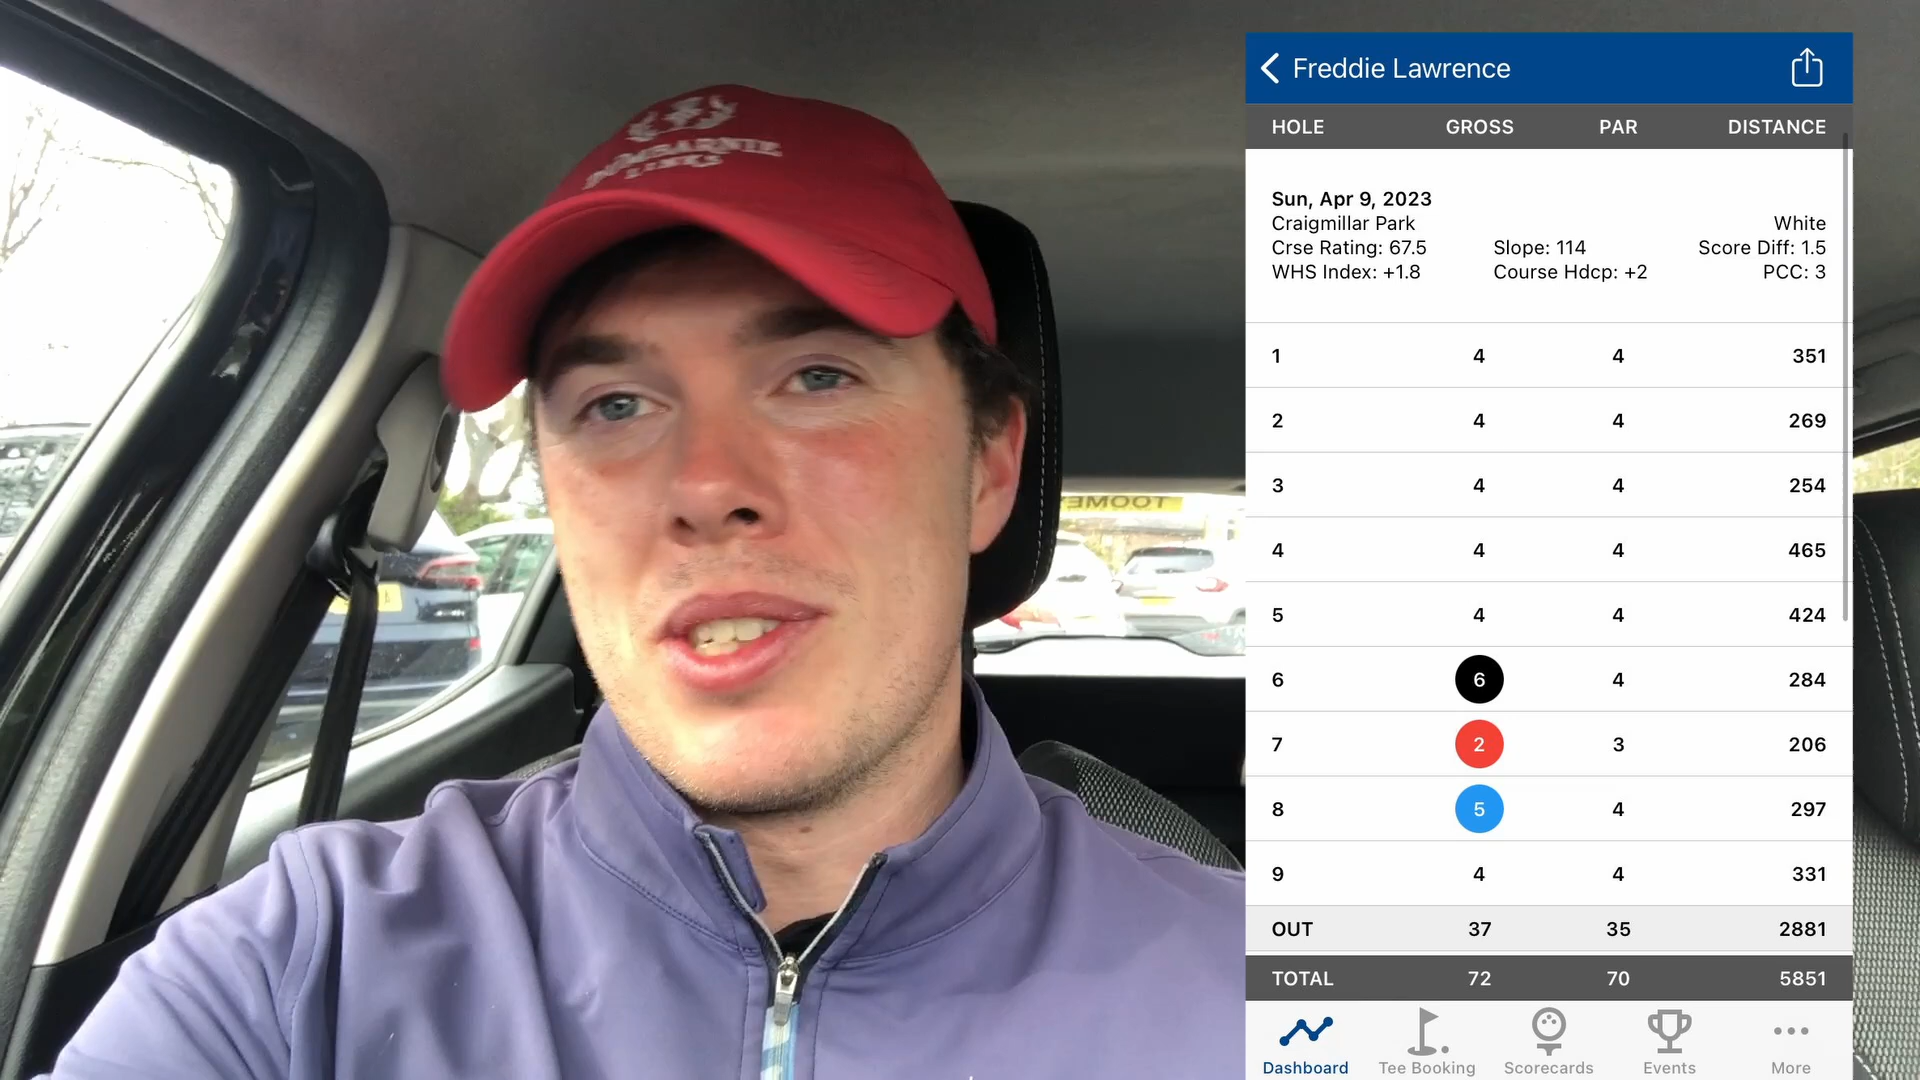 DUMBARNIE
LINKS
Freddie Lawrence
HOLE GROSS PAR DISTANCE
Sun, Apr 9, 2023
Craigmillar Park White
Crse Rating: 67.5 Slope: 114 Score Diff: 1.5
WHS Index: +1.8 Course Hdcp: +2 PCC: 3
1 4 4 351
2 4 4 269
3 4 4 254
4 4 4 465
5 4 4 424
6 6 4 284
7 2 3 206
8 5 4 297
9 4 4 331
OUT 37 35 2881
TOTAL 72 70 5851
Dashboard Tee Booking Scorecards Events More